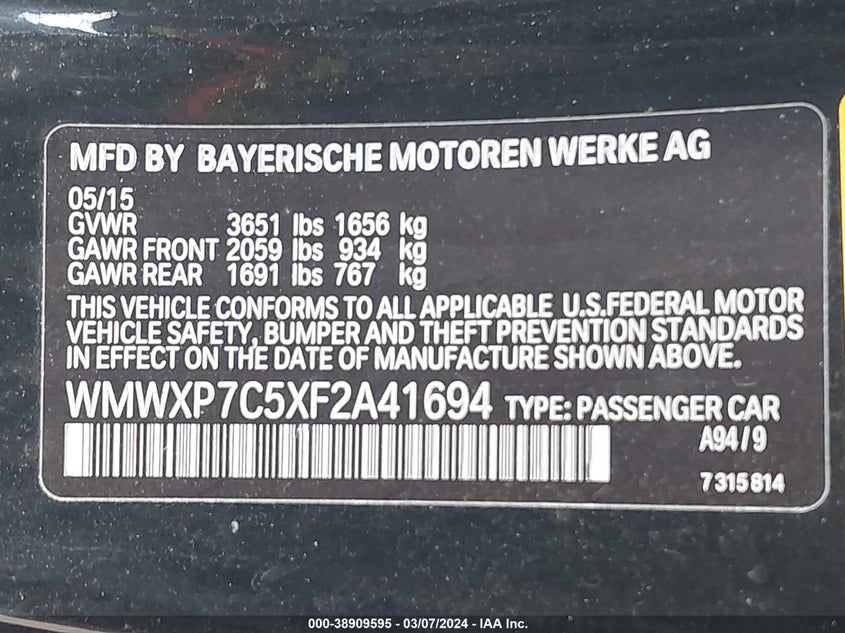 MFD BY BAYERISCHE MOTOREN WERKE AG
05/15
GVWR 3651 lbs 1656 kg
GAWR FRONT 2059 lbs 934 kg
GAWR REAR 1691 lbs 767 kg
THIS VEHICLE CONFORMS TO ALL APPLICABLE U.S.FEDERAL MOTOR
VEHICLE SAFETY, BUMPER AND THEFT PREVENTION STANDARDS
IN EFFECT ON THE DATE OF MANUFACTURE SHOWN ABOVE.
WMWXP7C5XF2A41694 TYPE: PASSENGER CAR
A94/9
7315814
000-38909595 - 03/07/2024 - IAA Inc.